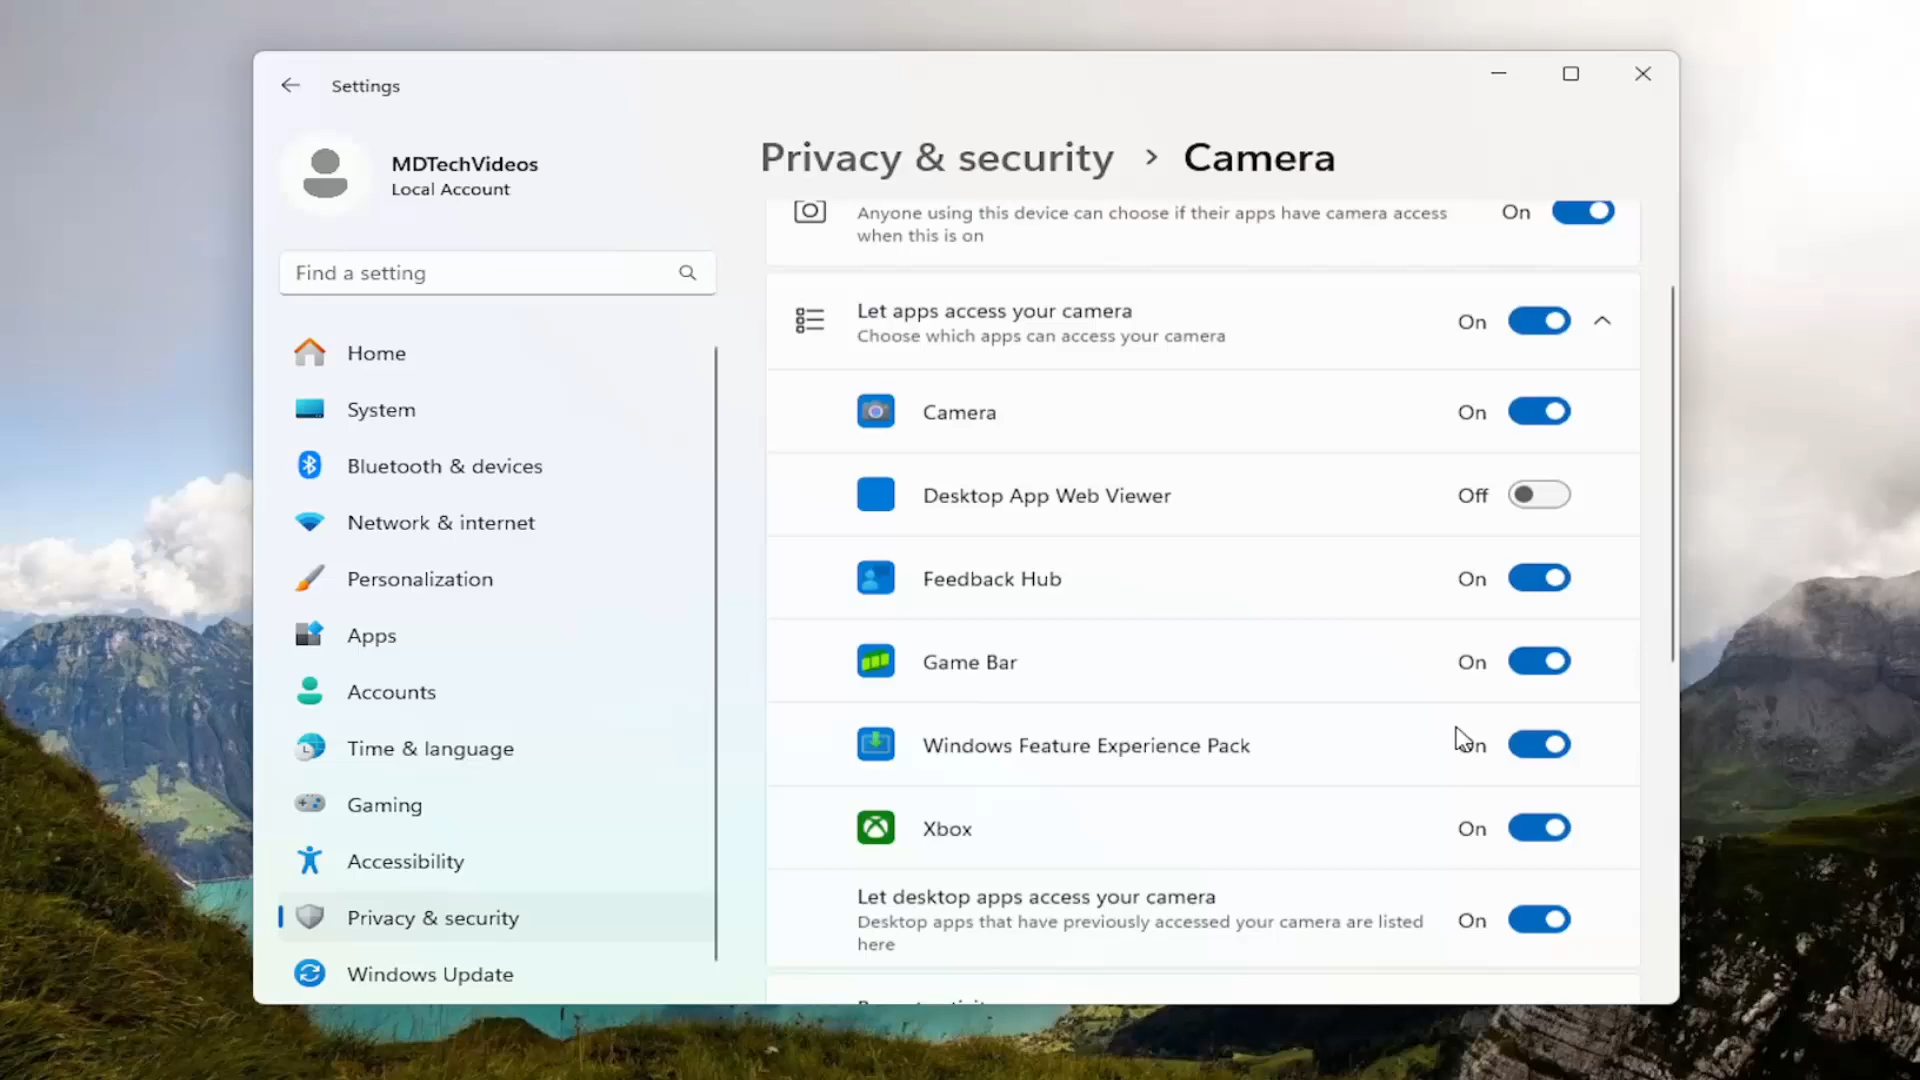 Settings
MDTechVideos
Local Account
Find a setting
Home
System
Bluetooth & devices
Network & internet
Personalization
Apps
Accounts
Time & language
Gaming
Accessibility
Privacy & security
Windows Update
Privacy & security > Camera
Anyone using this device can choose if their apps have camera access
when this is on
On
Let apps access your camera
Choose which apps can access your camera
On
Camera
On
Desktop App Web Viewer
Off
Feedback Hub
On
Game Bar
On
Windows Feature Experience Pack
On
Xbox
On
Let desktop apps access your camera
Desktop apps that have previously accessed your camera are listed
here
On